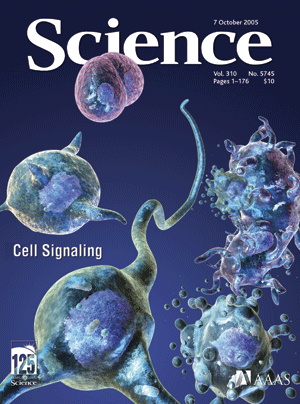 7 October 2005
Science
Vol. 310 No. 5745
Pages 1–176 $10
Cell Signaling
125
Science
AAAS